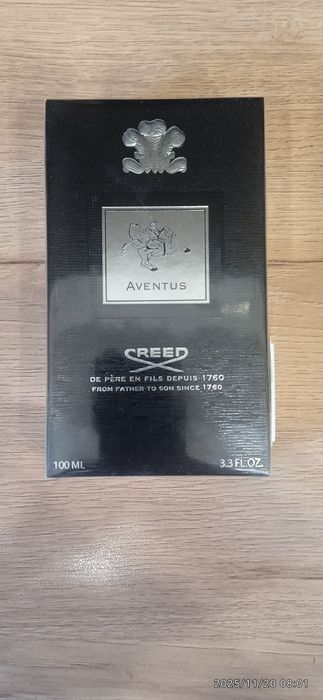 AVENTUS
CREED
DE PÈRE EN FILS DEPUIS 1760
FROM FATHER TO SON SINCE 1760
100 ML 3.3 FL.OZ.
2025/11/20 08:01